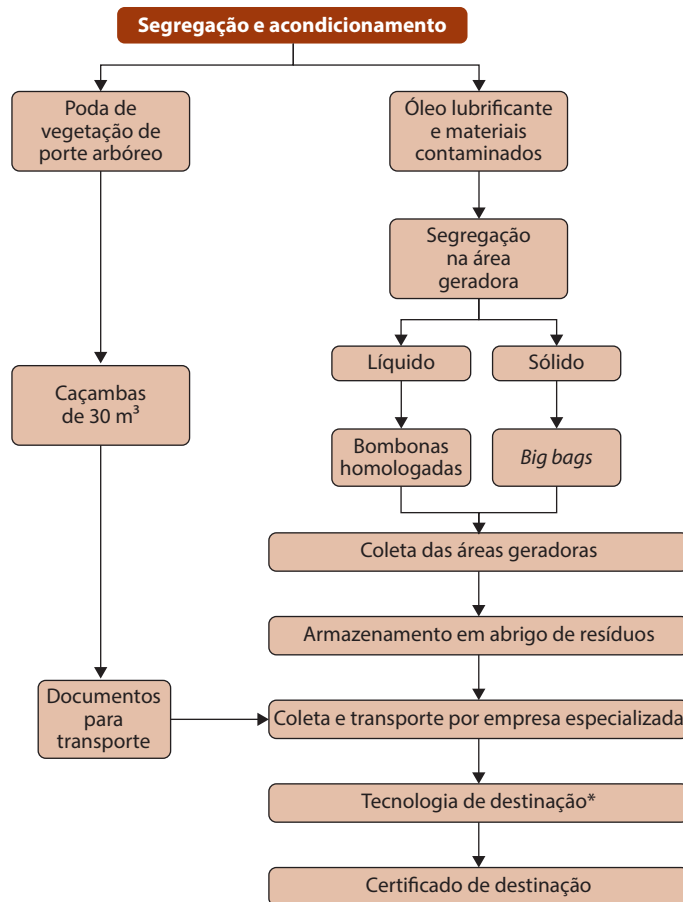 Segregação e acondicionamento
Poda de
vegetação de
porte arbóreo
Óleo lubrificante
e materiais
contaminados
Segregação
na área
geradora
Líquido
Sólido
Caçambas
de 30 m³
Bombonas
homologadas
Big bags
Coleta das áreas geradoras
Armazenamento em abrigo de resíduos
Documentos
para
transporte
Coleta e transporte por empresa especializada
Tecnologia de destinação*
Certificado de destinação